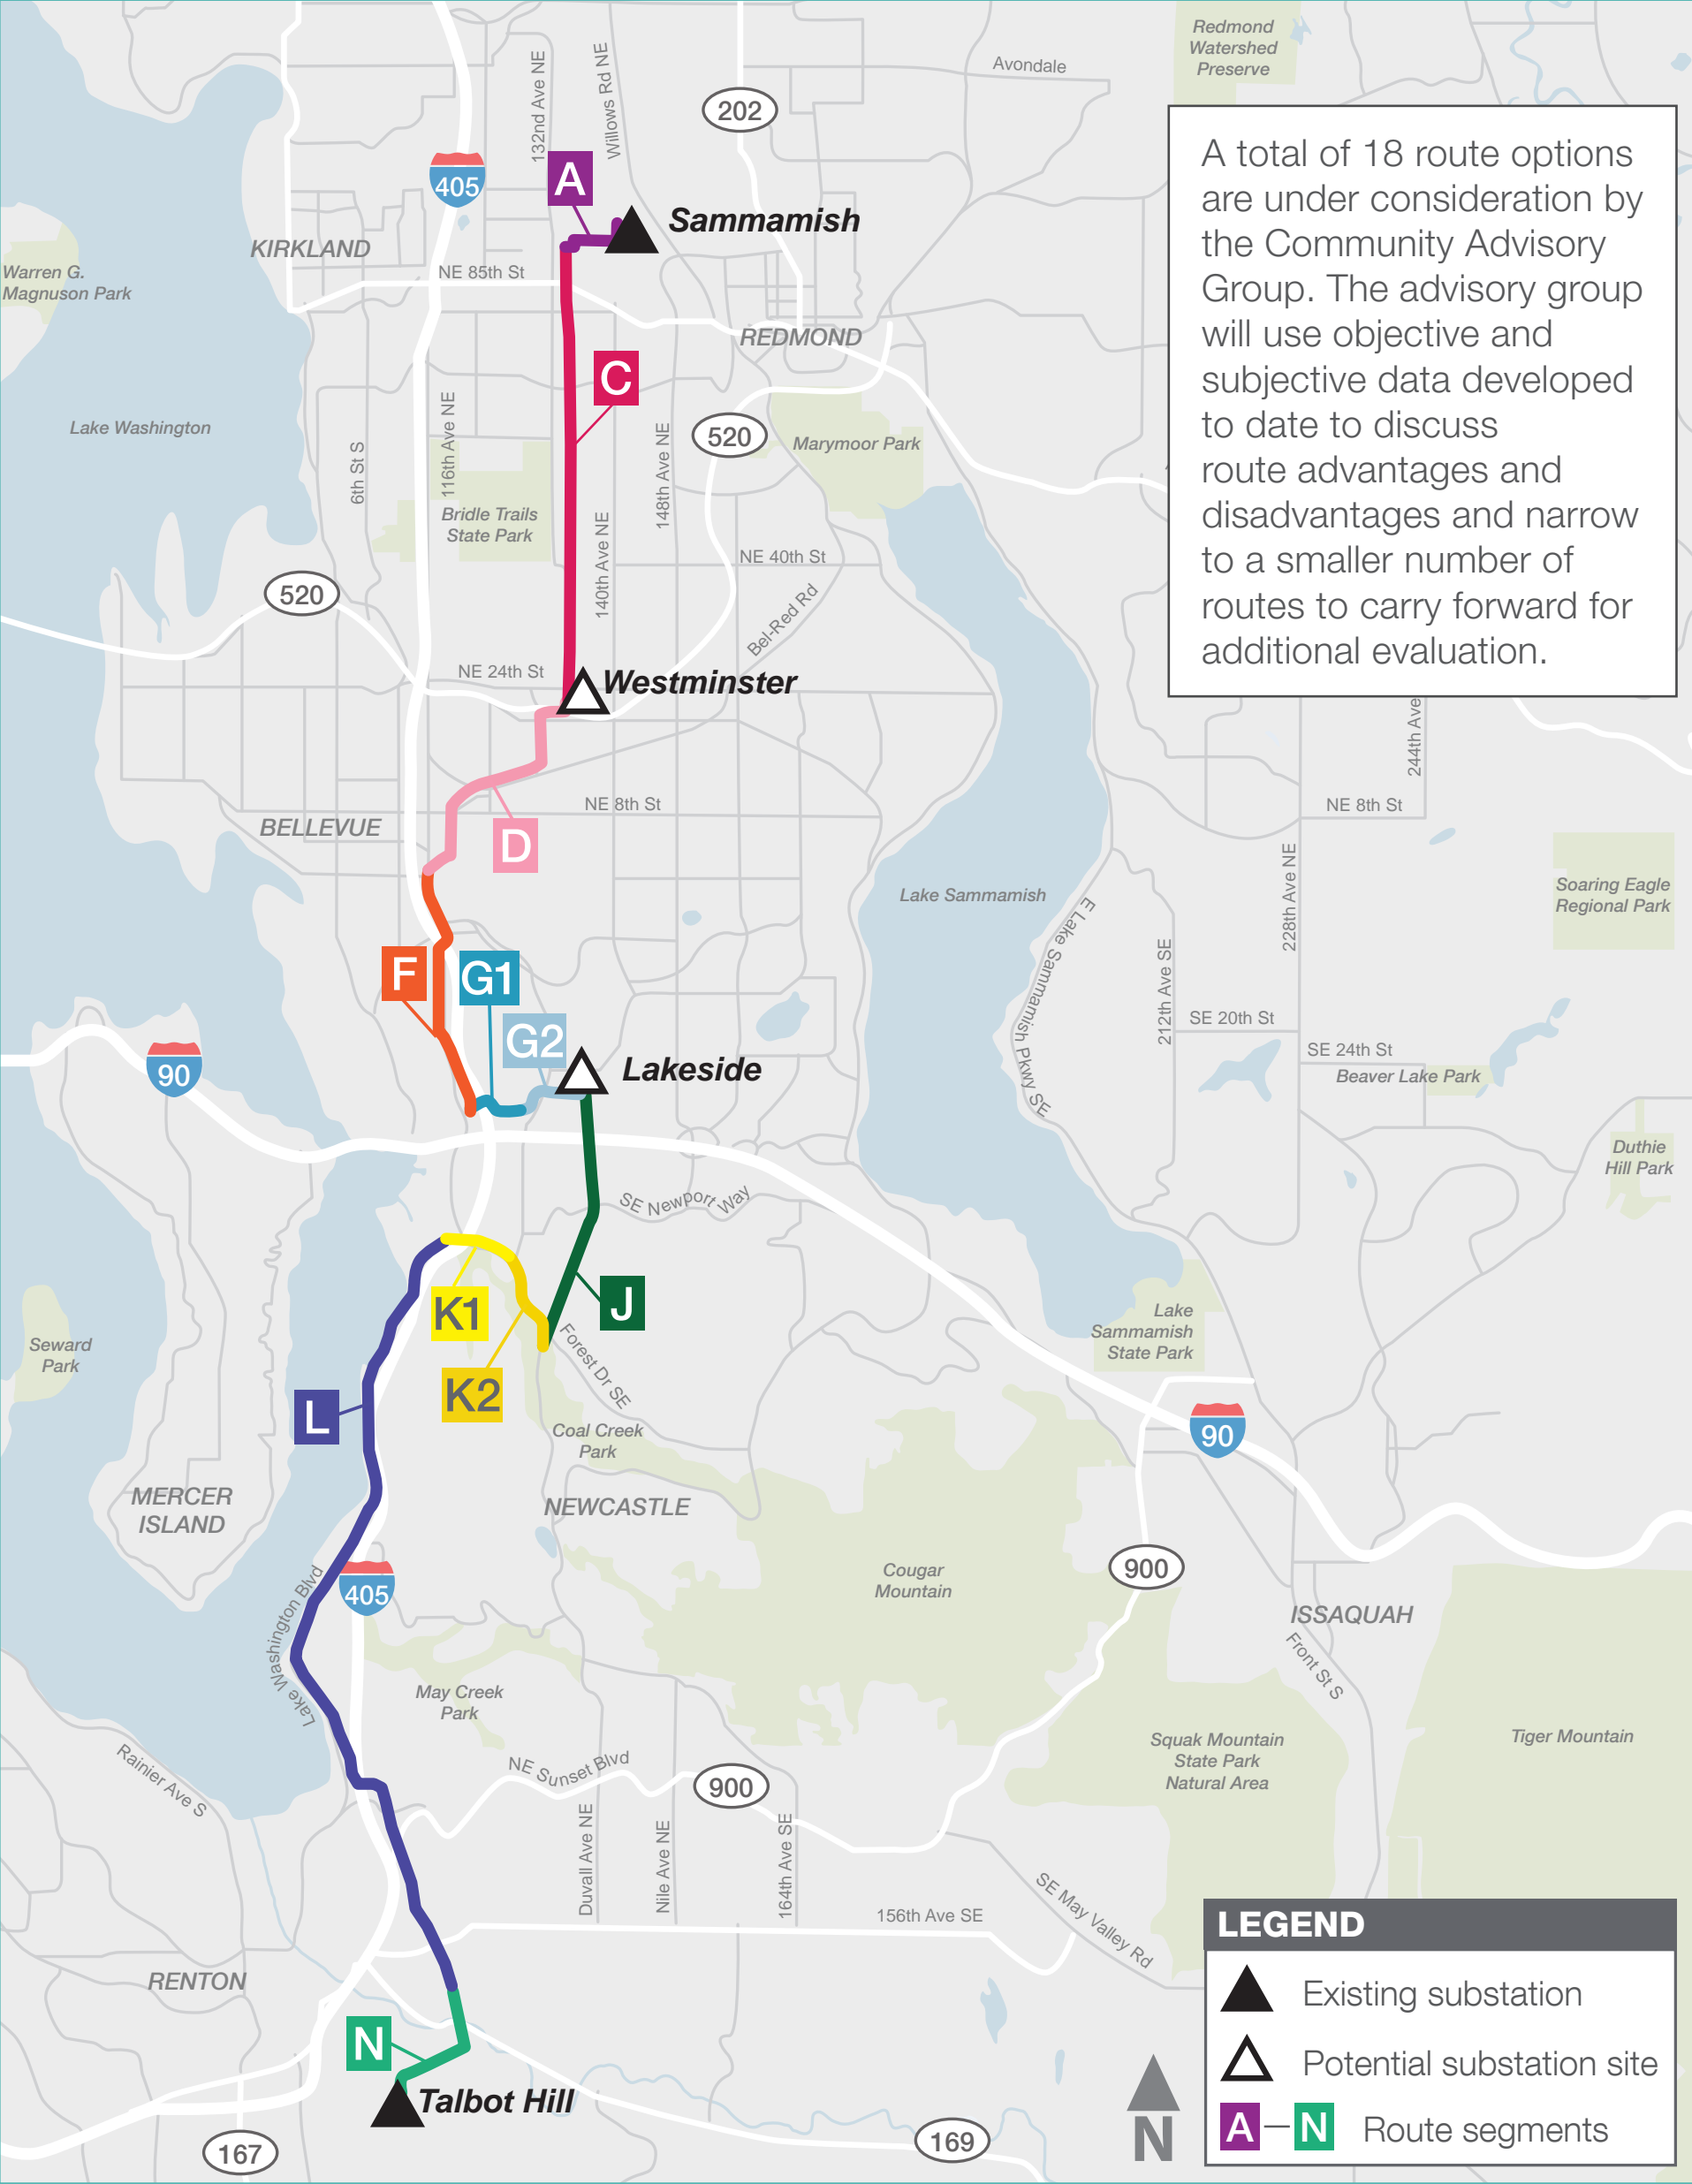 Redmond
Watershed
Preserve
Avondale
132nd Ave NE
Willows Rd NE
202
A total of 18 route options
are under consideration by
the Community Advisory
Group. The advisory group
will use objective and
subjective data developed
to date to discuss
route advantages and
disadvantages and narrow
to a smaller number of
routes to carry forward for
additional evaluation.
405
A
Sammamish
KIRKLAND
NE 85th St
Warren G.
Magnuson Park
REDMOND
C
116th Ave NE
Lake Washington
6th St S
148th Ave NE
520
Marymoor Park
Bridle Trails
State Park
140th Ave NE
NE 40th St
520
Bel-Red Rd
NE 24th St
Westminster
244th Ave
NE 8th St
NE 8th St
BELLEVUE
D
Lake Sammamish
Soaring Eagle
Regional Park
228th Ave NE
E Lake Sammamish Pkwy SE
212th Ave SE
F
G1
G2
SE 20th St
SE 24th St
90
Lakeside
Beaver Lake Park
Duthie
Hill Park
SE Newport Way
K1
J
Lake
Sammamish
State Park
Seward
Park
Forest Dr SE
K2
L
Coal Creek
Park
90
MERCER
ISLAND
NEWCASTLE
Cougar
Mountain
900
405
Lake Washington Blvd
ISSAQUAH
Front St S
May Creek
Park
Squak Mountain
State Park
Natural Area
Tiger Mountain
Rainier Ave S
NE Sunset Blvd
900
Duvall Ave NE
Nile Ave NE
164th Ave SE
156th Ave SE
SE May Valley Rd
RENTON
N
Talbot Hill
167
169
N
LEGEND
Existing substation
Potential substation site
A — N Route segments